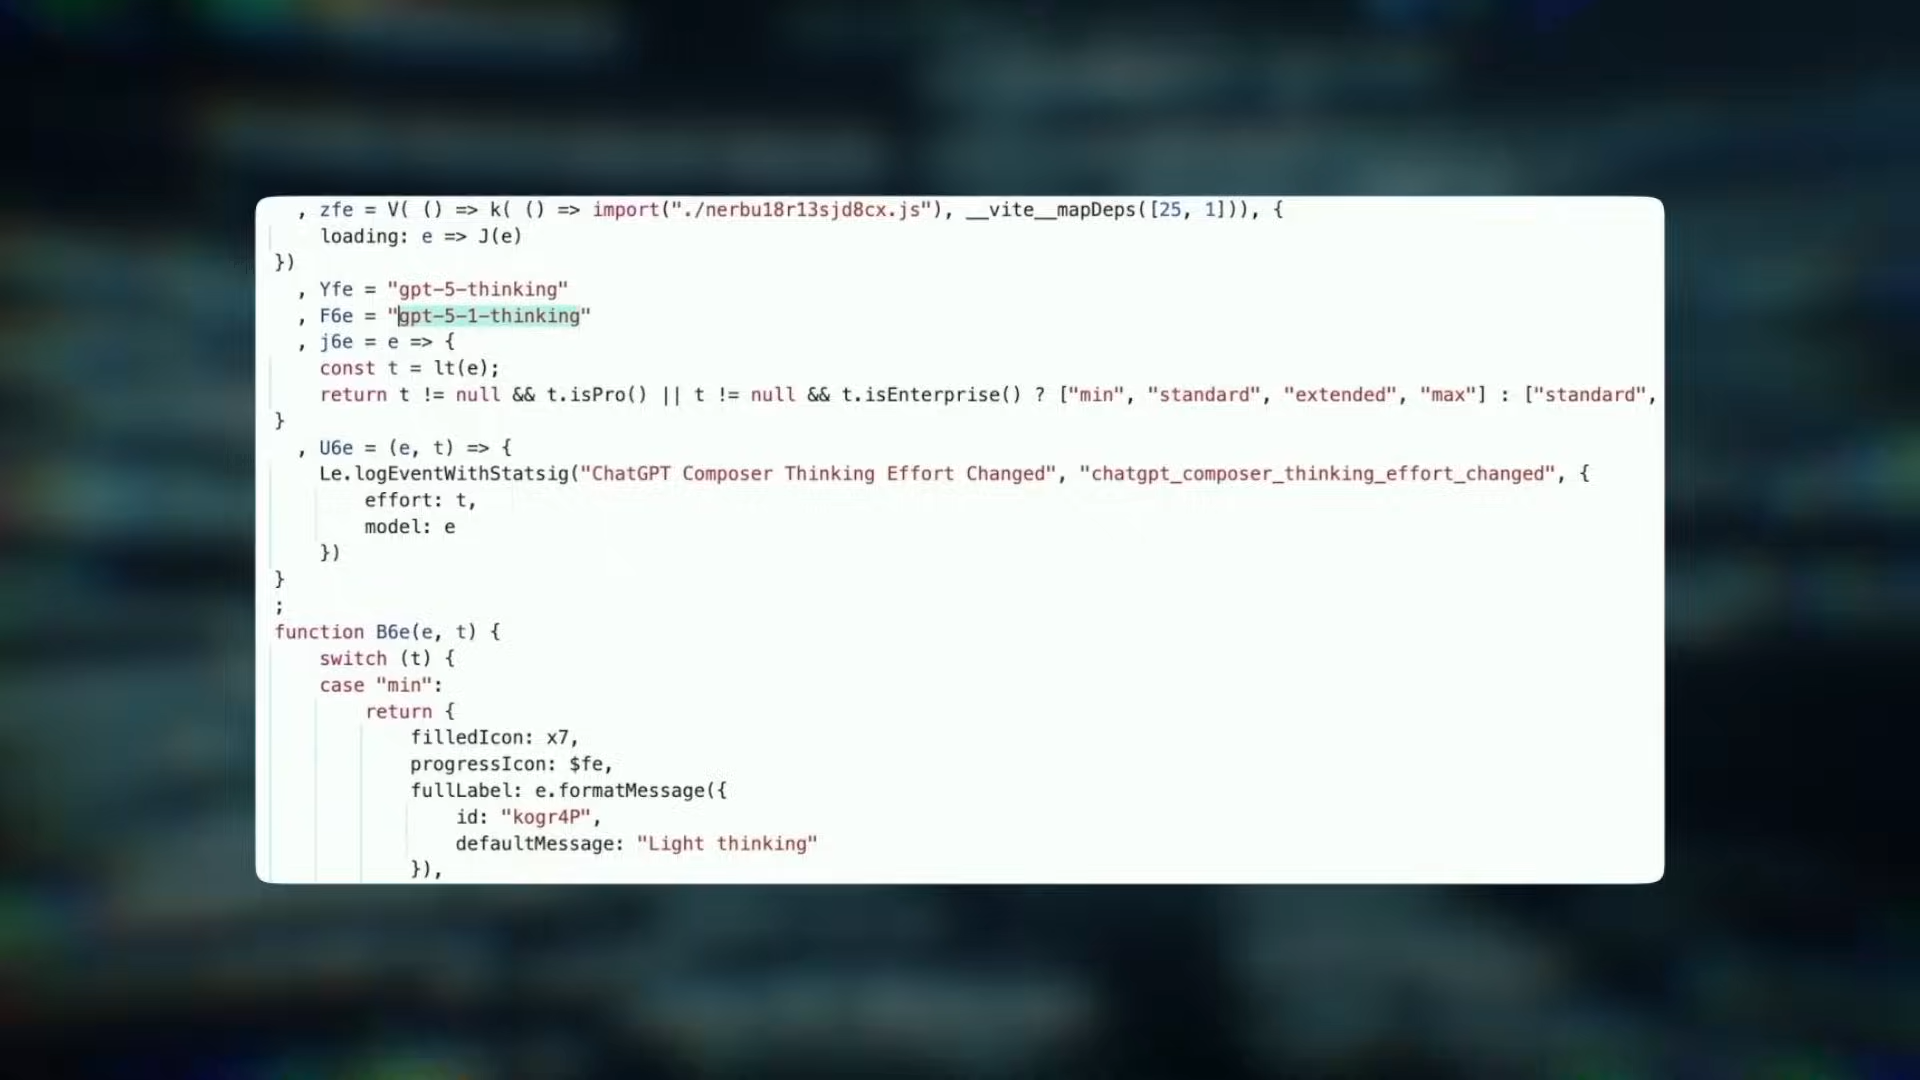 , zfe = V( () => k( () => import("./nerbu18r13sjd8cx.js"), __vite__mapDeps([25, 1])), {
loading: e => J(e)
})
, Yfe = "gpt-5-thinking"
, F6e = "gpt-5-1-thinking"
, j6e = e => {
const t = lt(e);
return t != null && t.isPro() || t != null && t.isEnterprise() ? ["min", "standard", "extended", "max"] : ["standard",
}
, U6e = (e, t) => {
Le.logEventWithStatsig("ChatGPT Composer Thinking Effort Changed", "chatgpt_composer_thinking_effort_changed", {
effort: t,
model: e
})
}
;
function B6e(e, t) {
switch (t) {
case "min":
return {
filledIcon: x7,
progressIcon: $fe,
fullLabel: e.formatMessage({
id: "kogr4P",
defaultMessage: "Light thinking"
}),